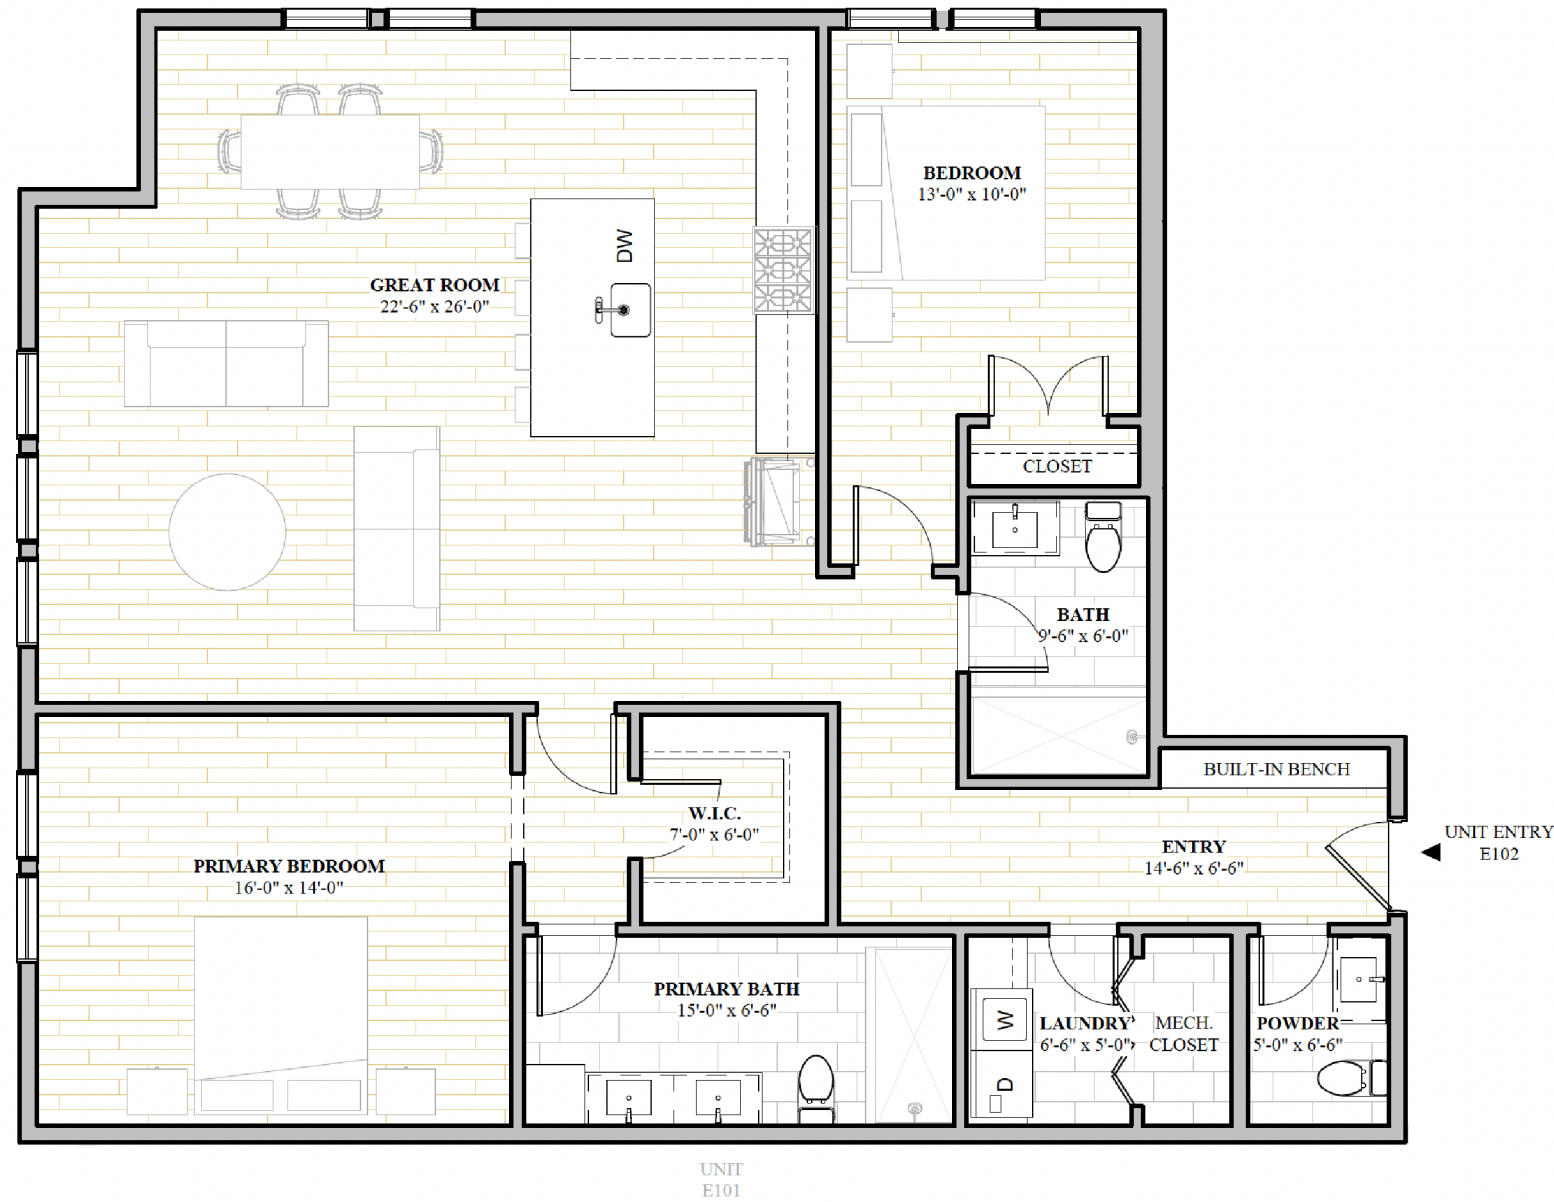 BEDROOM
13'-0" x 10'-0"
DW
GREAT ROOM
22'-6" x 26'-0"
CLOSET
BATH
9'-6" x 6'-0"
BUILT-IN BENCH
W.I.C.
7'-0" x 6'-0"
UNIT ENTRY
E102
ENTRY
14'-6" x 6'-6"
PRIMARY BEDROOM
16'-0" x 14'-0"
PRIMARY BATH
15'-0" x 6'-6"
W
LAUNDRY
6'-6" x 5'-0"
MECH.
CLOSET
POWDER
5'-0" x 6'-6"
D
UNIT
E101